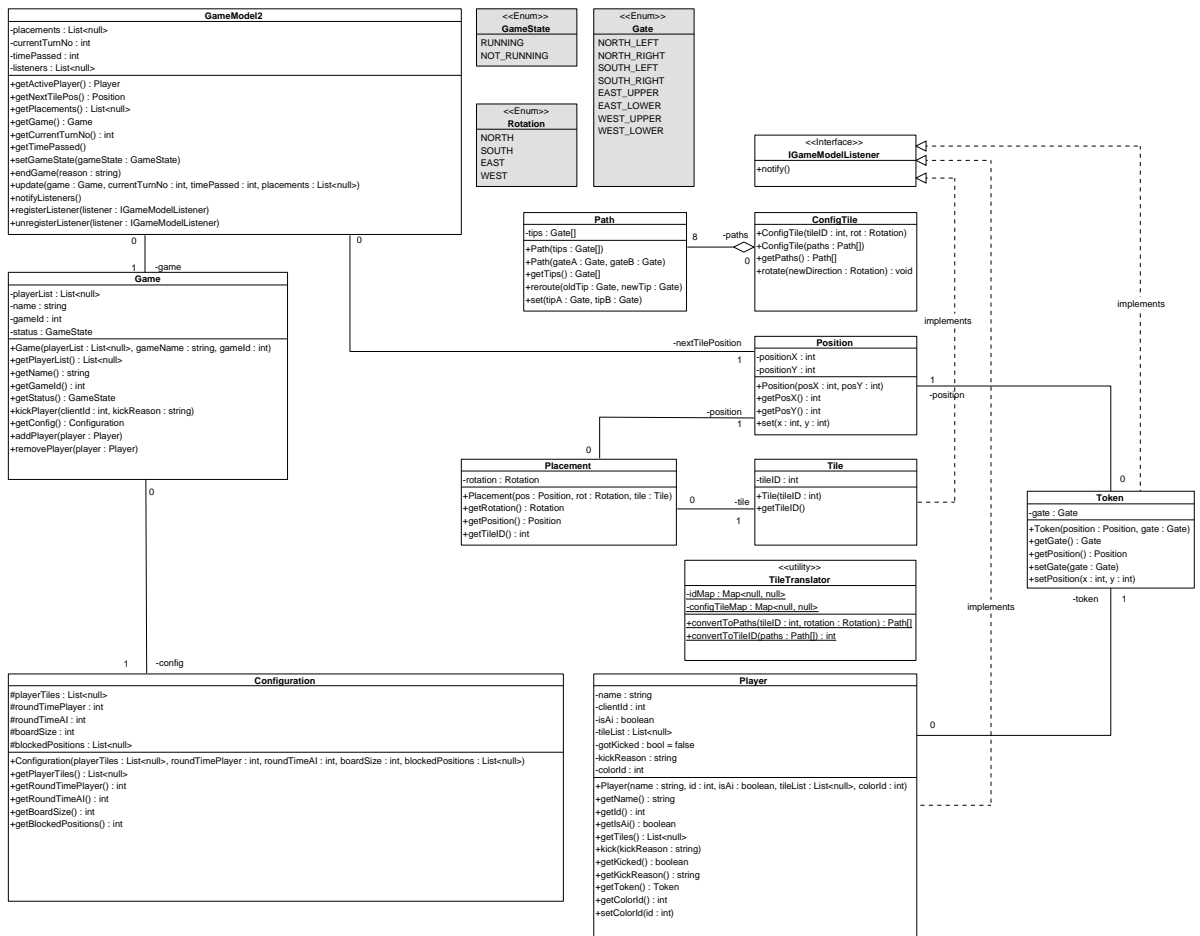 GameModel2
-placements : List<null>
-currentTurnNo : int
-timePassed : int
-listeners : List<null>
+getActivePlayer() : Player
+getNextTilePos() : Position
+getPlacements() : List<null>
+getGame() : Game
+getCurrentTurnNo() : int
+getTimePassed()
+setGameState(gameState : GameState)
+endGame(reason : string)
+update(game : Game, currentTurnNo : int, timePassed : int, placements : List<null>)
+notifyListeners()
+registerListener(listener : IGameModelListener)
+unregisterListener(listener : IGameModelListener)
<<Enum>>
GameState
RUNNING
NOT_RUNNING
<<Enum>>
Rotation
NORTH
SOUTH
EAST
WEST
<<Enum>>
Gate
NORTH_LEFT
NORTH_RIGHT
SOUTH_LEFT
SOUTH_RIGHT
EAST_UPPER
EAST_LOWER
WEST_UPPER
WEST_LOWER
<<Interface>>
IGameModelListener
+notify()
Path
-tips : Gate[]
+Path(tips : Gate[])
+Path(gateA : Gate, gateB : Gate)
+getTips() : Gate[]
+reroute(oldTip : Gate, newTip : Gate)
+set(tipA : Gate, tipB : Gate)
8
-paths
0
ConfigTile
+ConfigTile(tileID : int, rot : Rotation)
+ConfigTile(paths : Path[])
+getPaths() : Path[]
+rotate(newDirection : Rotation) : void
0
0
1
-game
Game
-playerList : List<null>
-name : string
-gameId : int
-status : GameState
+Game(playerList : List<null>, gameName : string, gameId : int)
+getPlayerList() : List<null>
+getName() : string
+getGameId() : int
+getStatus() : GameState
+kickPlayer(clientId : int, kickReason : string)
+getConfig() : Configuration
+addPlayer(player : Player)
+removePlayer(player : Player)
implements
implements
-nextTilePosition
1
Position
-positionX : int
-positionY : int
+Position(posX : int, posY : int)
+getPosX() : int
+getPosY() : int
+set(x : int, y : int)
1
-position
-position
1
0
Placement
-rotation : Rotation
+Placement(pos : Position, rot : Rotation, tile : Tile)
+getRotation() : Rotation
+getPosition() : Position
+getTileID() : int
0
-tile
1
Tile
-tileID : int
+Tile(tileID : int)
+getTileID()
0
Token
-gate : Gate
+Token(position : Position, gate : Gate)
+getGate() : Gate
+getPosition() : Position
+setGate(gate : Gate)
+setPosition(x : int, y : int)
-token
1
0
<<utility>>
TileTranslator
-idMap : Map<null, null>
-configTileMap : Map<null, null>
+convertToPaths(tileID : int, rotation : Rotation) : Path[]
+convertToTileID(paths : Path[]) : int
implements
0
1
-config
Configuration
#playerTiles : List<null>
#roundTimePlayer : int
#roundTimeAI : int
#boardSize : int
#blockedPositions : List<null>
+Configuration(playerTiles : List<null>, roundTimePlayer : int, roundTimeAI : int, boardSize : int, blockedPositions : List<null>)
+getPlayerTiles() : List<null>
+getRoundTimePlayer() : int
+getRoundTimeAI() : int
+getBoardSize() : int
+getBlockedPositions() : int
Player
-name : string
-clientId : int
-isAi : boolean
-tileList : List<null>
-gotKicked : bool = false
-kickReason : string
-colorId : int
+Player(name : string, id : int, isAi : boolean, tileList : List<null>, colorId : int)
+getName() : string
+getId() : int
+getIsAi() : boolean
+getTiles() : List<null>
+kick(kickReason : string)
+getKicked() : boolean
+getKickReason() : string
+getToken() : Token
+getColorId() : int
+setColorId(id : int)